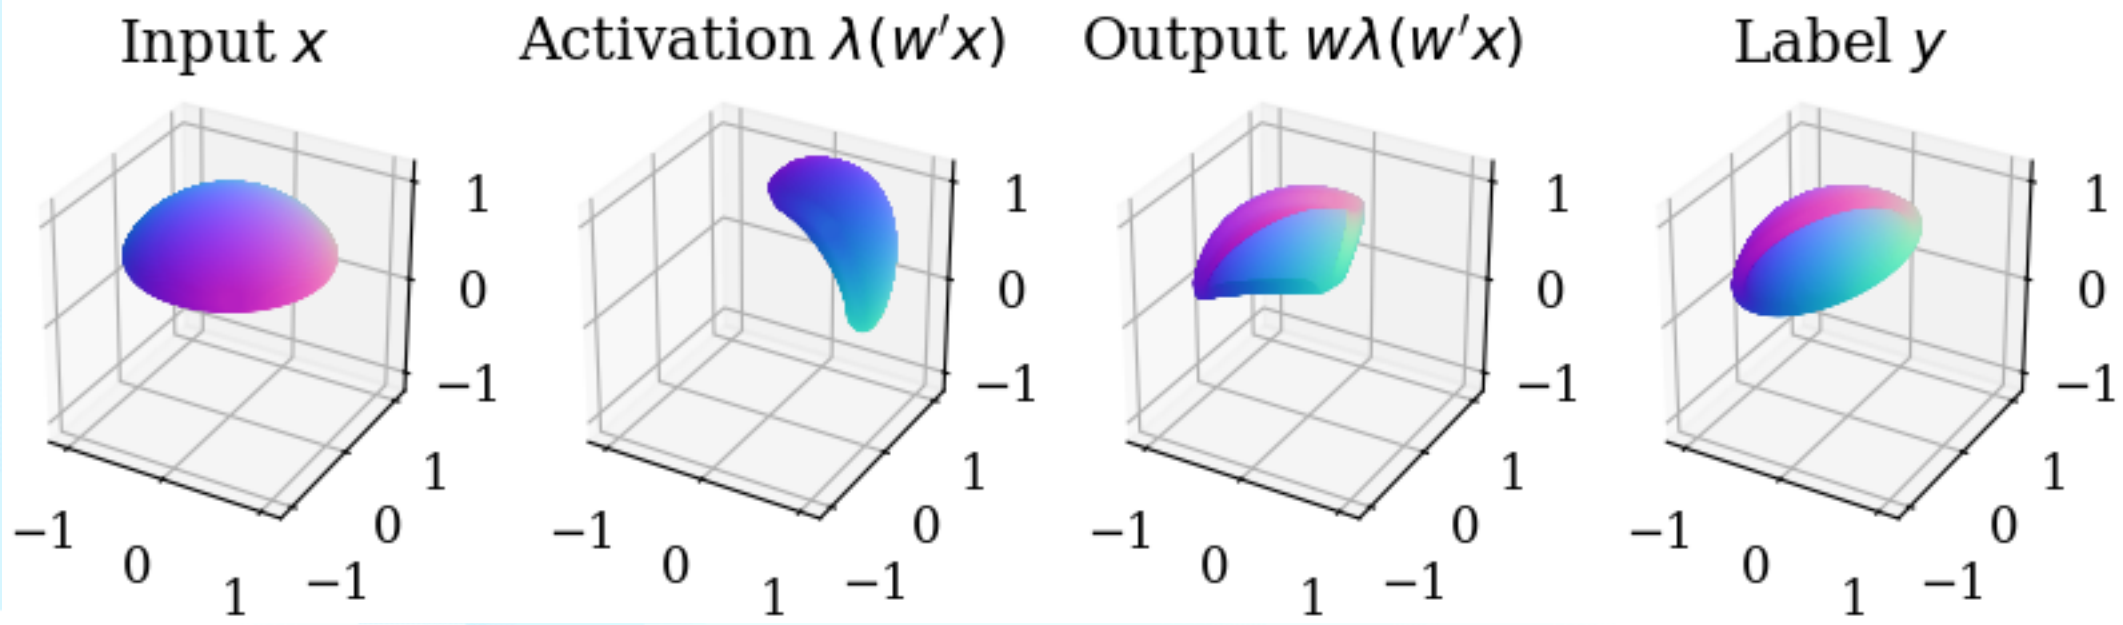 Input x Activation λ(w′x) Output wλ(w′x) Label y
1 1 1 1
0 0 0 0
−1 −1 −1 −1
1 1 1 1
−1 0 −1 0 −1 0 −1 0
0 −1 0 −1 0 −1 0 −1
1 1 1 1